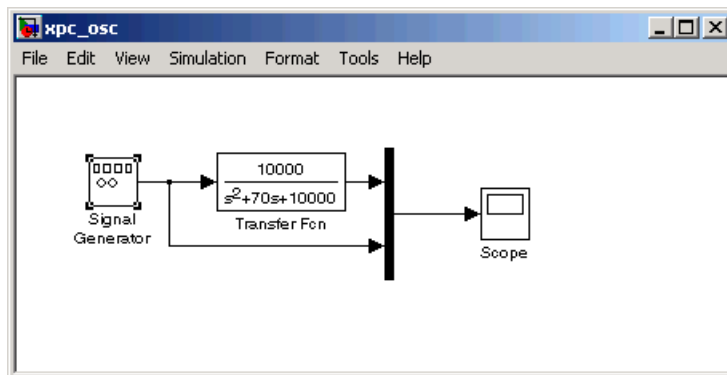 xpc_osc
File Edit View Simulation Format Tools Help
10000
s²+70s+10000
Signal
Generator
Transfer Fcn
Scope